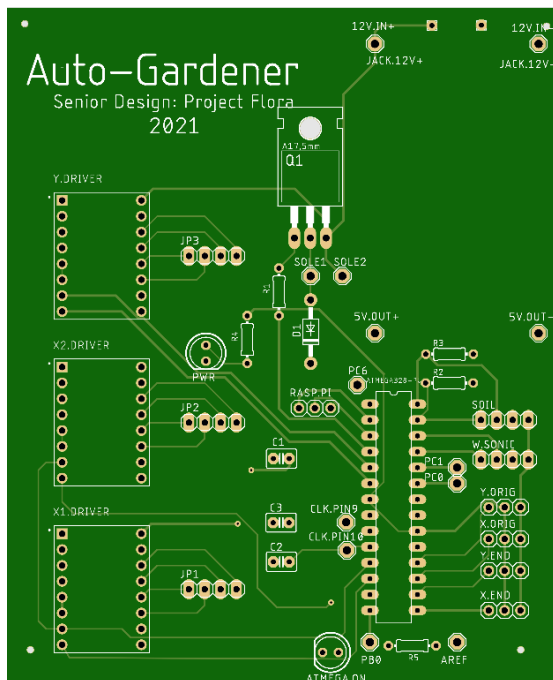 12V.IN+
12V.IN+
JACK.12V+
JACK.12V-
Auto-Gardener
Senior Design: Project Flora
2021
A17,5mm
Q1
Y.DRIVER
JP3
SOLE1
SOLE2
R1
R4
D1
5V.OUT+
5V.OUT-
PWR
R3
X2.DRIVER
PC6
ATMEGA328-
R2
RASP.PI
SOIL
JP2
W.SONIC
C1
PC1
PC0
Y.ORIG
C3
CLK.PIN9
X.ORIG
X1.DRIVER
C2
CLK.PIN10
Y.END
JP1
X.END
PB0
R5
AREF
ATMEGA.ON